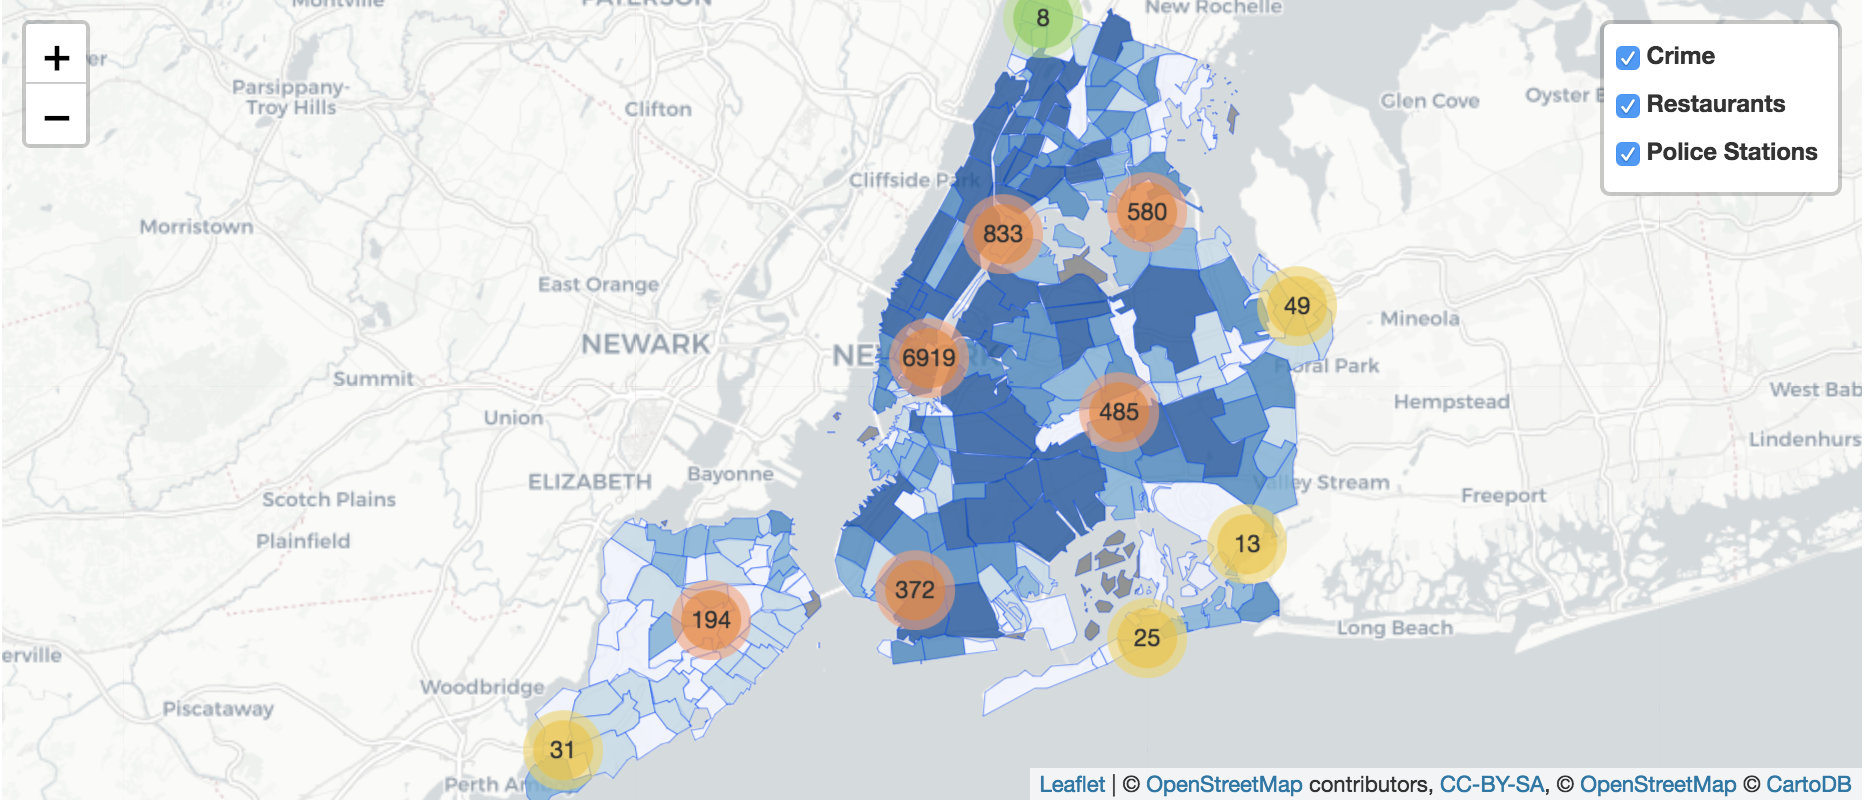 Montville
PATERSON
8
New Rochelle
+
er
Crime
Parsippany-
Troy Hills
Clifton
Glen Cove
Oyster B
Restaurants
−
Police Stations
Cliffside Park
580
Morristown
833
East Orange
49
Mineola
NEWARK
NE
6919
Floral Park
Summit
West Bab
Union
485
Hempstead
Lindenhurs
ELIZABETH
Bayonne
Valley Stream
Freeport
Scotch Plains
Plainfield
13
372
194
Long Beach
25
erville
Woodbridge
Piscataway
31
Perth Am
Leaflet | © OpenStreetMap contributors, CC-BY-SA, © OpenStreetMap © CartoDB